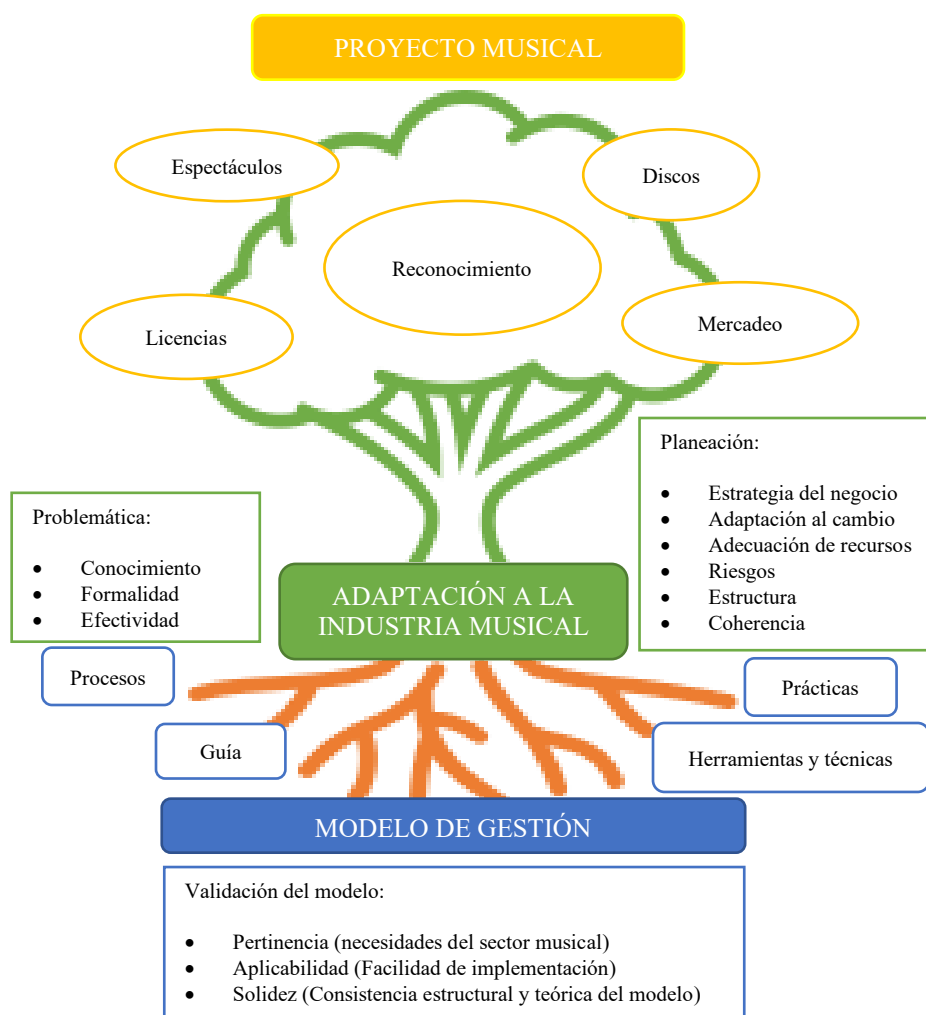 PROYECTO MUSICAL
Espectáculos
Discos
Reconocimiento
Licencias
Mercadeo
Planeación:
• Estrategia del negocio
• Adaptación al cambio
• Adecuación de recursos
• Riesgos
• Estructura
• Coherencia
Problemática:
• Conocimiento
• Formalidad
• Efectividad
ADAPTACIÓN A LA
INDUSTRIA MUSICAL
Procesos
Prácticas
Guía
Herramientas y técnicas
MODELO DE GESTIÓN
Validación del modelo:
• Pertinencia (necesidades del sector musical)
• Aplicabilidad (Facilidad de implementación)
• Solidez (Consistencia estructural y teórica del modelo)